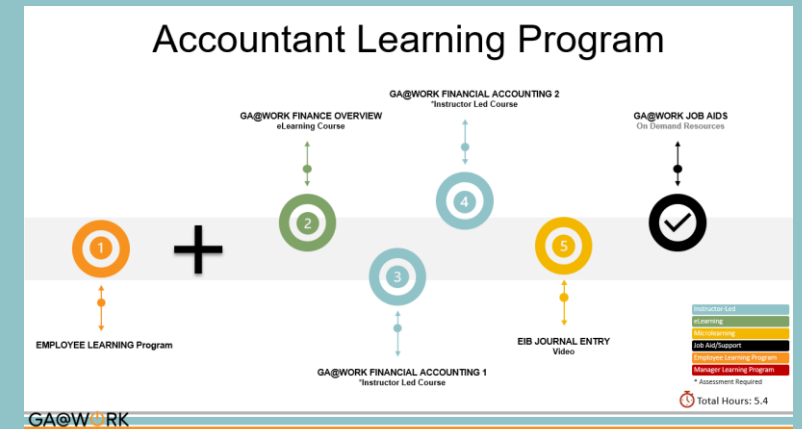 Accountant Learning Program
GA@WORK FINANCIAL ACCOUNTING 2
*Instructor Led Course
GA@WORK FINANCE OVERVIEW
eLearning Course
GA@WORK JOB AIDS
On Demand Resources
1
2
3
4
5
EMPLOYEE LEARNING Program
GA@WORK FINANCIAL ACCOUNTING 1
*Instructor Led Course
EIB JOURNAL ENTRY
Video
Instructor-Led
eLearning
Microlearning
Job Aid/Support
Employee Learning Program
Manager Learning Program
* Assessment Required
Total Hours: 5.4
GA@WORK